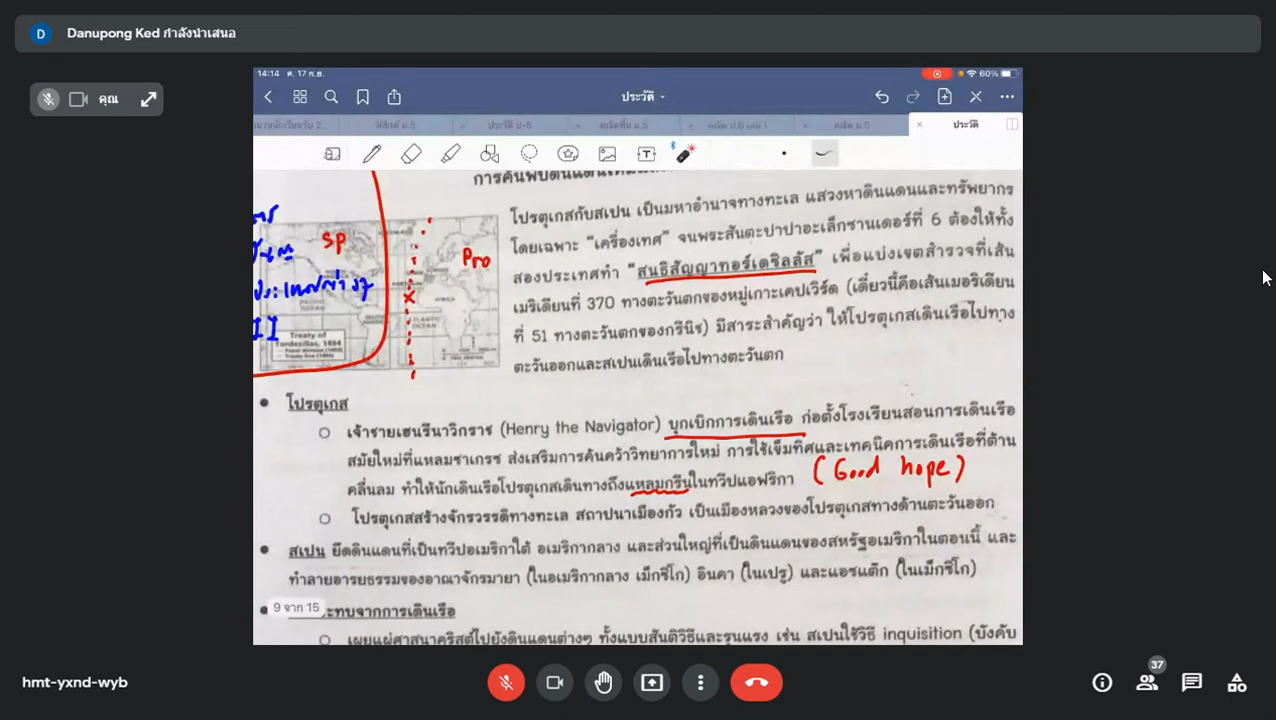 Danupong Ked กำลังนำเสนอ
คุณ
14:14 ศ. 17 ก.ย.
60%
ประวัติ
ประวัติ
โปรตุเกสกับสเปน เป็นมหาอำนาจทางทะเล แสวงหาดินแดนและทรัพยากร
โดยเฉพาะ “เครื่องเทศ” จนพระสันตะปาปาอะเล็กซานเดอร์ที่ 6 ต้องให้ทั้ง
สองประเทศทำ “สนธิสัญญาทอร์เดซิลลัส” เพื่อแบ่งเขตสำรวจที่เส้น
เมริเดียนที่ 370 ทางตะวันตกของหมู่เกาะเคปเวิร์ด (เดี๋ยวนี้คือเส้นเมอริเดียน
ที่ 51 ทางตะวันตกของกรีนิช) มีสาระสำคัญว่า ให้โปรตุเกสเดินเรือไปทาง
ตะวันออกและสเปนเดินเรือไปทางตะวันตก
SP
Pro
Treaty of
Tordesillas, 1494
โปรตุเกส
เจ้าชายเฮนรีนาวิกราช (Henry the Navigator) บุกเบิกการเดินเรือ ก่อตั้งโรงเรียนสอนการเดินเรือ
สมัยใหม่ที่แหลมซาเกรซ ส่งเสริมการค้นคว้าวิทยาการใหม่ การใช้เข็มทิศและเทคนิคการเดินเรือที่ต้าน
คลื่นลม ทำให้นักเดินเรือโปรตุเกสเดินทางถึงแหลมกรีนในทวีปแอฟริกา (Good hope)
โปรตุเกสสร้างจักรวรรดิทางทะเล สถาปนาเมืองกัว เป็นเมืองหลวงของโปรตุเกสทางด้านตะวันออก
สเปน ยึดดินแดนที่เป็นทวีปอเมริกาใต้ อเมริกากลาง และส่วนใหญ่ที่เป็นดินแดนของสหรัฐอเมริกาในตอนนี้ และ
ทำลายอารยธรรมของอาณาจักรมายา (ในอเมริกากลาง เม็กซิโก) อินคา (ในเปรู) และแอซแต็ก (ในเม็กซิโก)
9 จาก 15
ะทบจากการเดินเรือ
เผยแผ่ศาสนาคริสต์ไปยังดินแดนต่างๆ ทั้งแบบสันติวิธีและรุนแรง เช่น สเปนใช้วิธี inquisition (บังคับ
hmt-yxnd-wyb
37